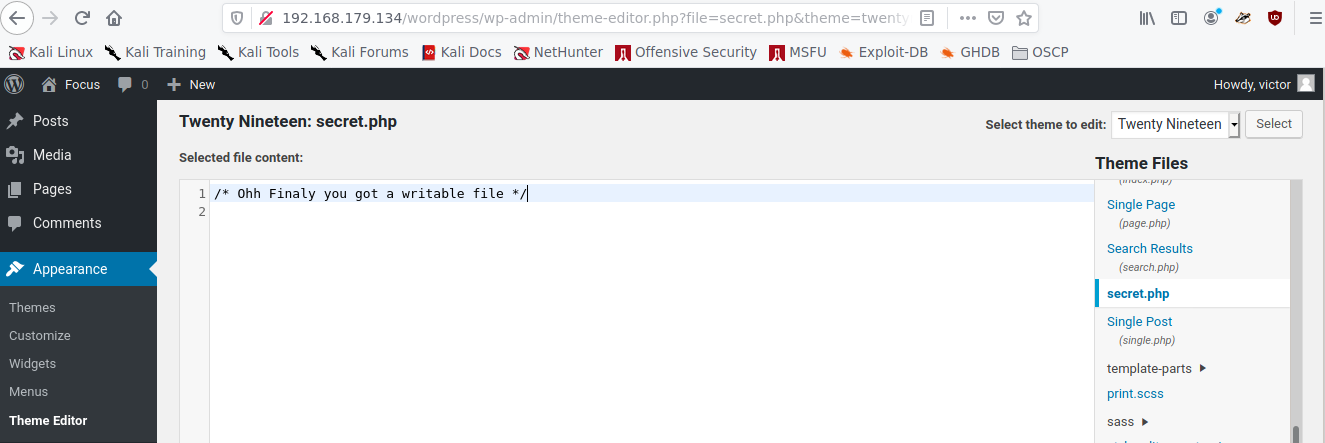 192.168.179.134/wordpress/wp-admin/theme-editor.php?file=secret.php&theme=twenty
Kali Linux Kali Training Kali Tools Kali Forums Kali Docs NetHunter Offensive Security MSFU Exploit-DB GHDB OSCP
Focus 0 New Howdy, victor
Posts
Media
Pages
Comments
Appearance
Themes
Customize
Widgets
Menus
Theme Editor
Twenty Nineteen: secret.php
Select theme to edit: Twenty Nineteen Select
Selected file content:
1 /* Ohh Finaly you got a writable file */
2
Theme Files
(index.php)
Single Page
(page.php)
Search Results
(search.php)
secret.php
Single Post
(single.php)
template-parts
print.scss
sass